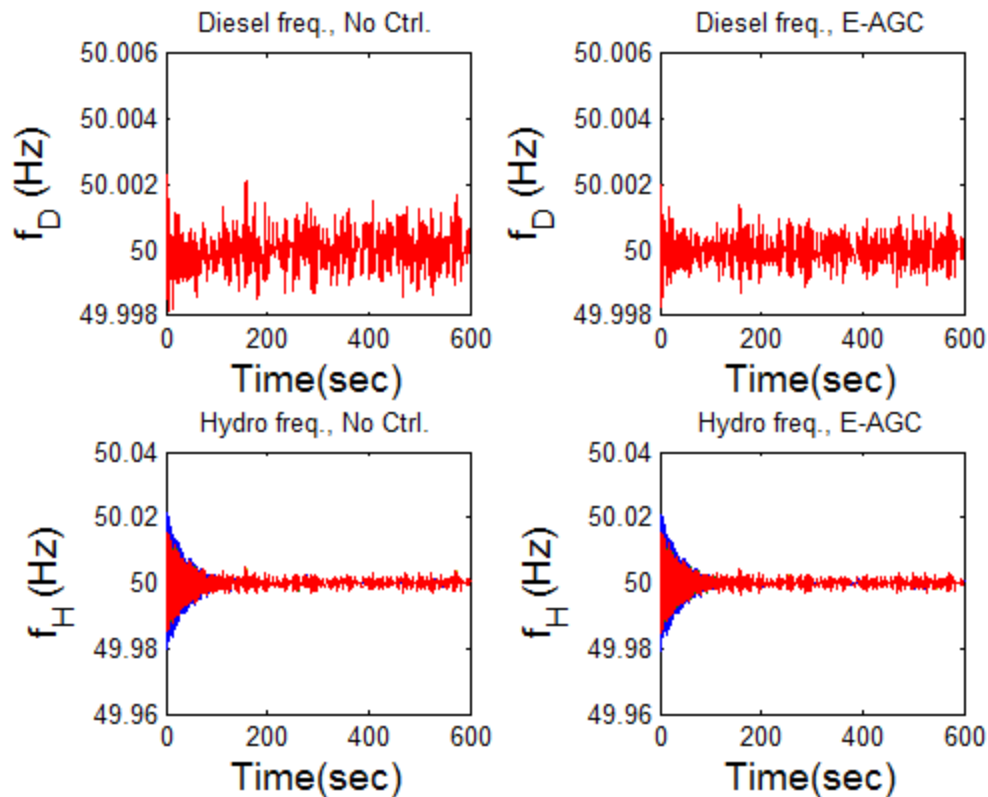 Diesel freq., No Ctrl.
50.006
50.004
50.002
50
49.998
f_D (Hz)
0 200 400 600
Time(sec)
Diesel freq., E-AGC
50.006
50.004
50.002
50
49.998
f_D (Hz)
0 200 400 600
Time(sec)
Hydro freq., No Ctrl.
50.04
50.02
50
49.98
49.96
f_H (Hz)
0 200 400 600
Time(sec)
Hydro freq., E-AGC
50.04
50.02
50
49.98
49.96
f_H (Hz)
0 200 400 600
Time(sec)